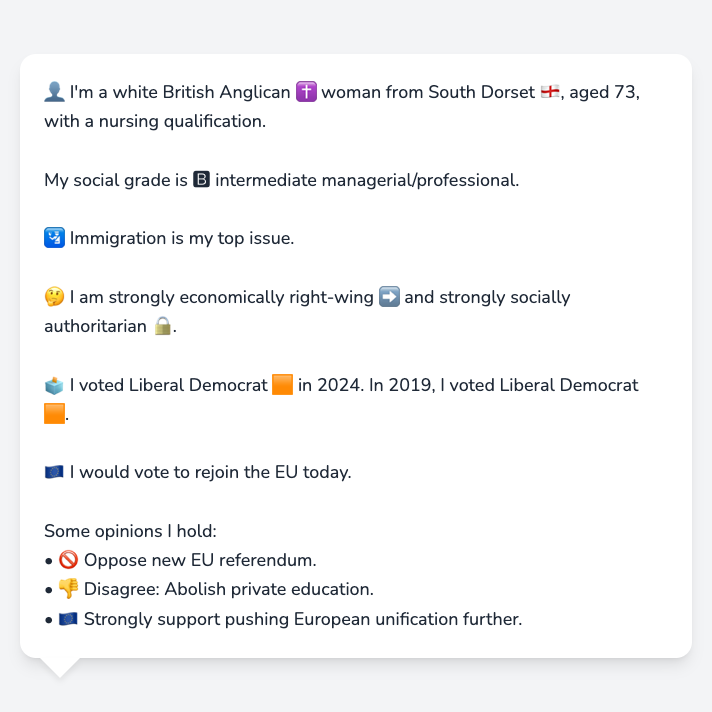 👤 I'm a white British Anglican ✝️ woman from South Dorset 🏴󠁧󠁢󠁥󠁮󠁧󠁿, aged 73,
with a nursing qualification.
My social grade is 🅱 intermediate managerial/professional.
🛂 Immigration is my top issue.
🤔 I am strongly economically right-wing ➡️ and strongly socially
authoritarian 🔒.
🗳️ I voted Liberal Democrat 🟧 in 2024. In 2019, I voted Liberal Democrat
🟧.
🇪🇺 I would vote to rejoin the EU today.
Some opinions I hold:
• 🚫 Oppose new EU referendum.
• 👎 Disagree: Abolish private education.
• 🇪🇺 Strongly support pushing European unification further.